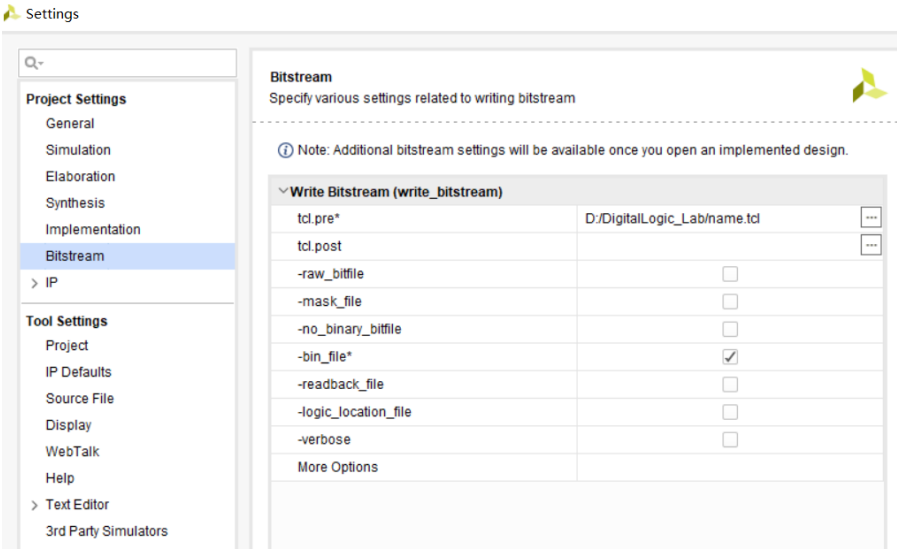 Settings
Project Settings
General
Simulation
Elaboration
Synthesis
Implementation
Bitstream
IP
Tool Settings
Project
IP Defaults
Source File
Display
WebTalk
Help
Text Editor
3rd Party Simulators
Bitstream
Specify various settings related to writing bitstream
Note: Additional bitstream settings will be available once you open an implemented design.
Write Bitstream (write_bitstream)
tcl.pre* D:/DigitalLogic_Lab/name.tcl ...
tcl.post ...
-raw_bitfile
-mask_file
-no_binary_bitfile
-bin_file*
-readback_file
-logic_location_file
-verbose
More Options